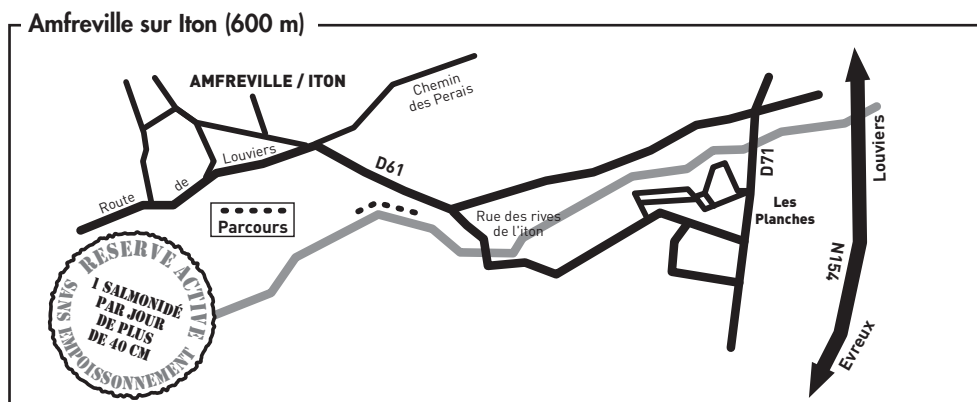 Amfreville sur Iton (600 m)
AMFREVILLE / ITON
Chemin
des Perais
Route de Louviers
D61
Parcours
Rue des rives
de l'iton
D71
Les
Planches
Louviers
N154
Evreux
RESERVE ACTIVE
SANS EMPOISSONNEMENT
1 SALMONIDÉ
PAR JOUR
DE PLUS
DE 40 CM